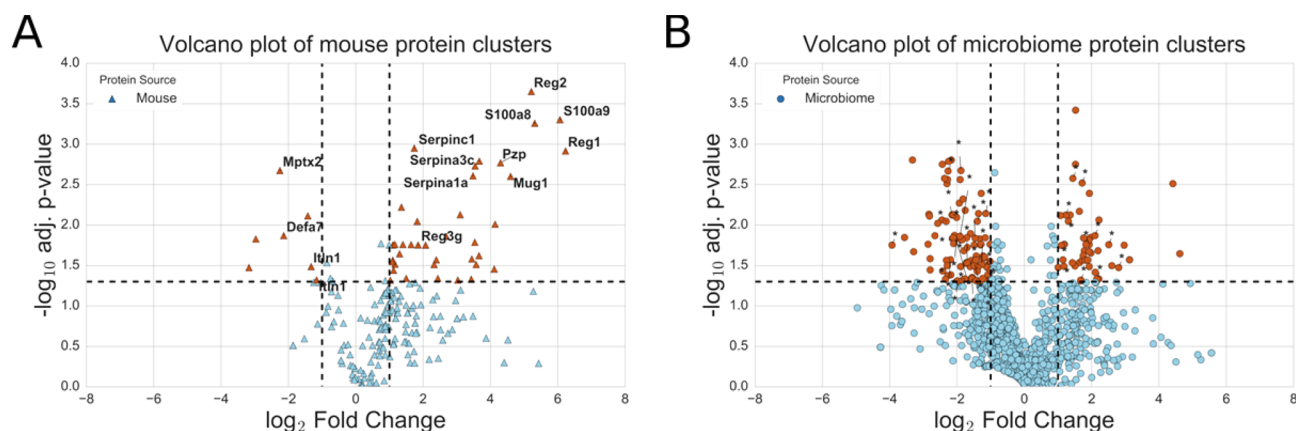 A
Volcano plot of mouse protein clusters
Protein Source
Mouse
Reg2
S100a8
S100a9
Serpinc1
Reg1
Serpina3c
Pzp
Mptx2
Serpina1a
Mug1
Defa7
Reg3g
Itln1
Itln1
4.0
3.5
3.0
2.5
2.0
1.5
1.0
0.5
0.0
-log10 adj. p-value
−8 −6 −4 −2 0 2 4 6 8
log2 Fold Change
B
Volcano plot of microbiome protein clusters
Protein Source
Microbiome
4.0
3.5
3.0
2.5
2.0
1.5
1.0
0.5
0.0
-log10 adj. p-value
−8 −6 −4 −2 0 2 4 6 8
log2 Fold Change